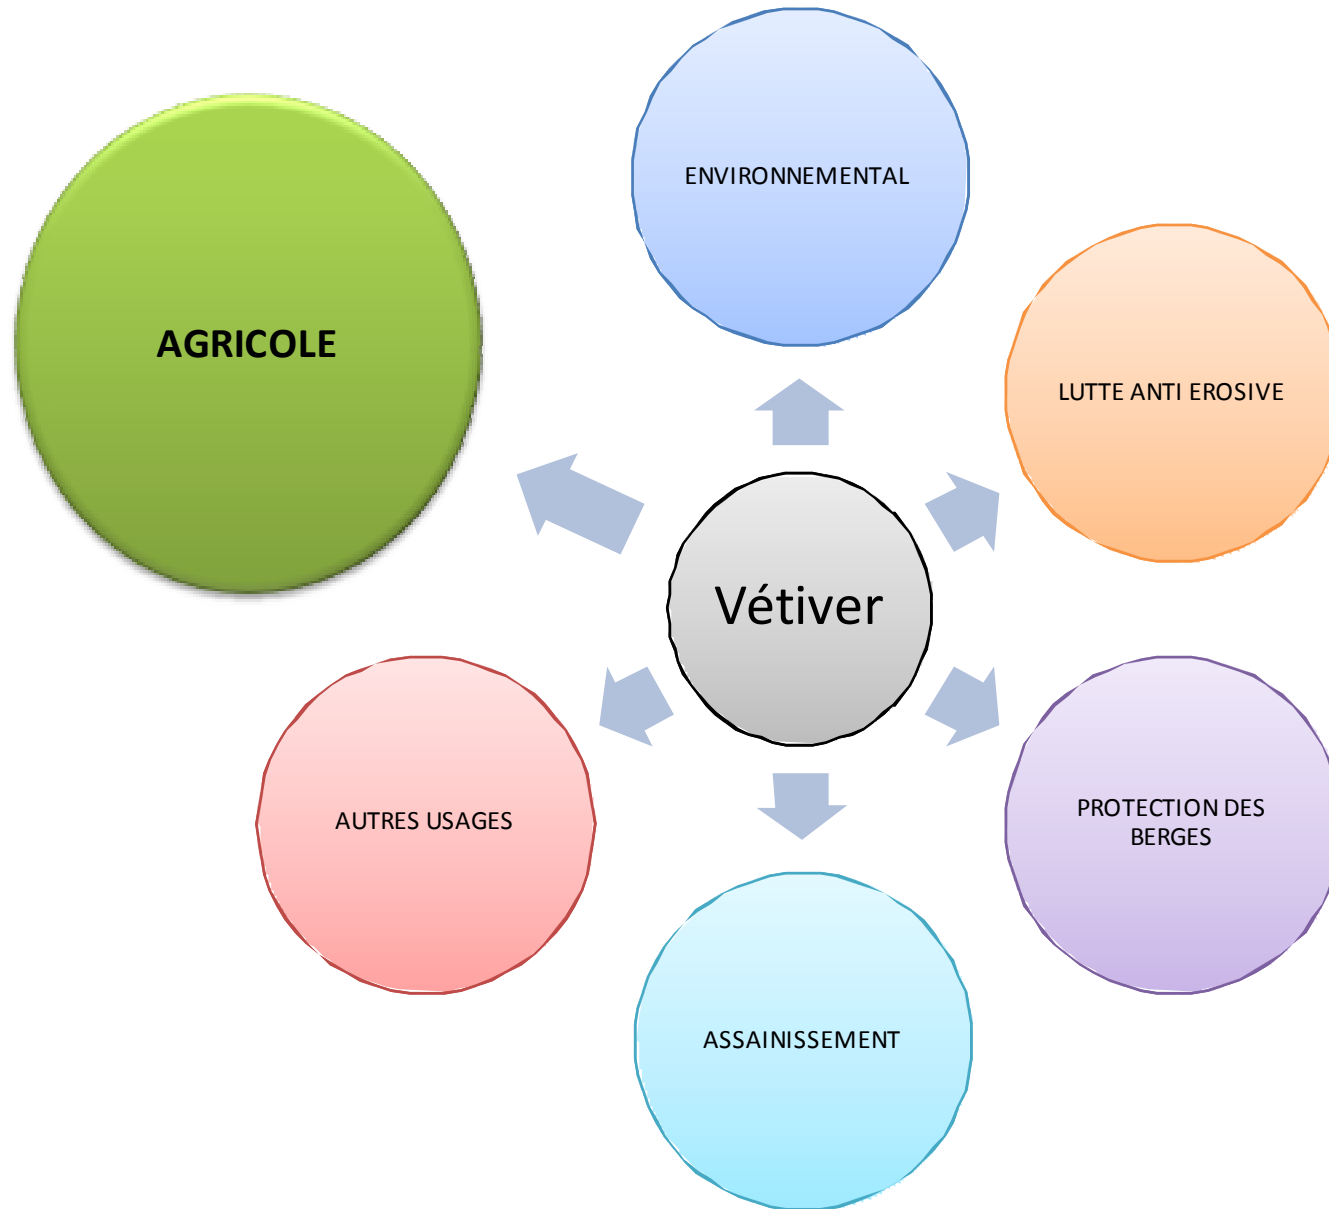 ENVIRONNEMENTAL
AGRICOLE
LUTTE ANTI EROSIVE
Vétiver
AUTRES USAGES
PROTECTION DES
BERGES
ASSAINISSEMENT